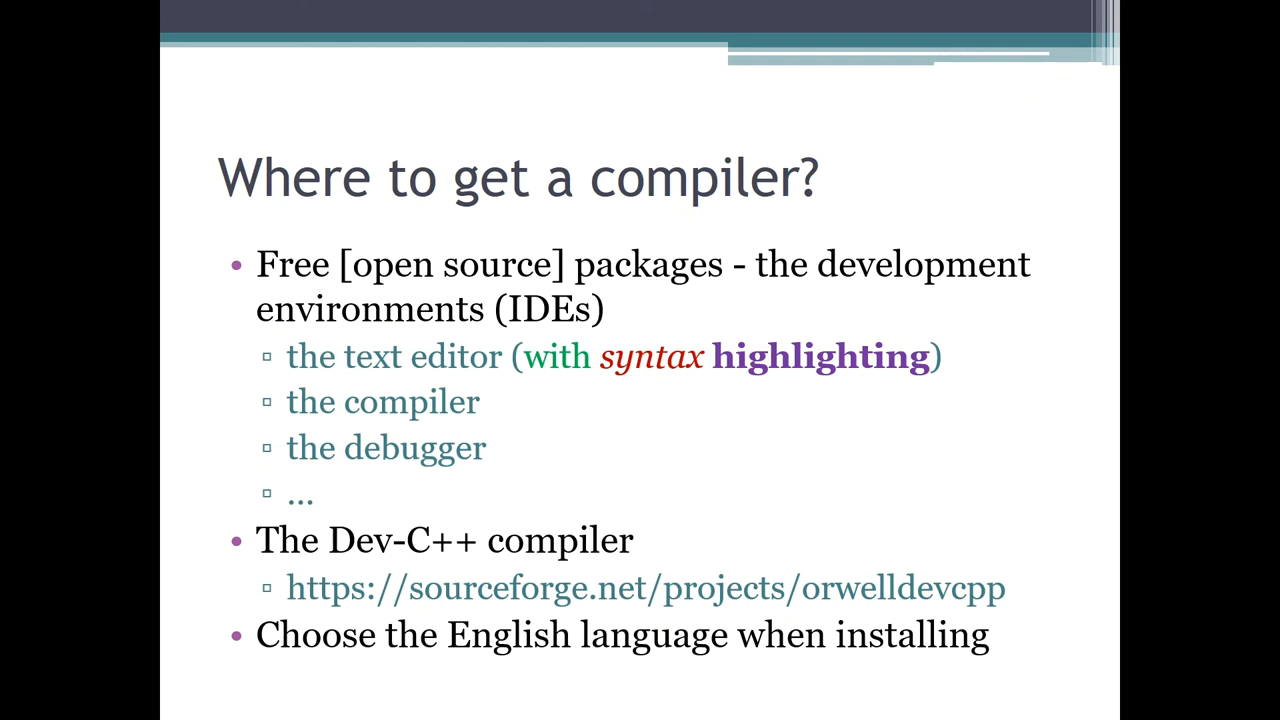 Where to get a compiler?
• Free [open source] packages - the development
environments (IDEs)
▫ the text editor (with syntax highlighting)
▫ the compiler
▫ the debugger
▫ ...
• The Dev-C++ compiler
▫ https://sourceforge.net/projects/orwelldevcpp
• Choose the English language when installing